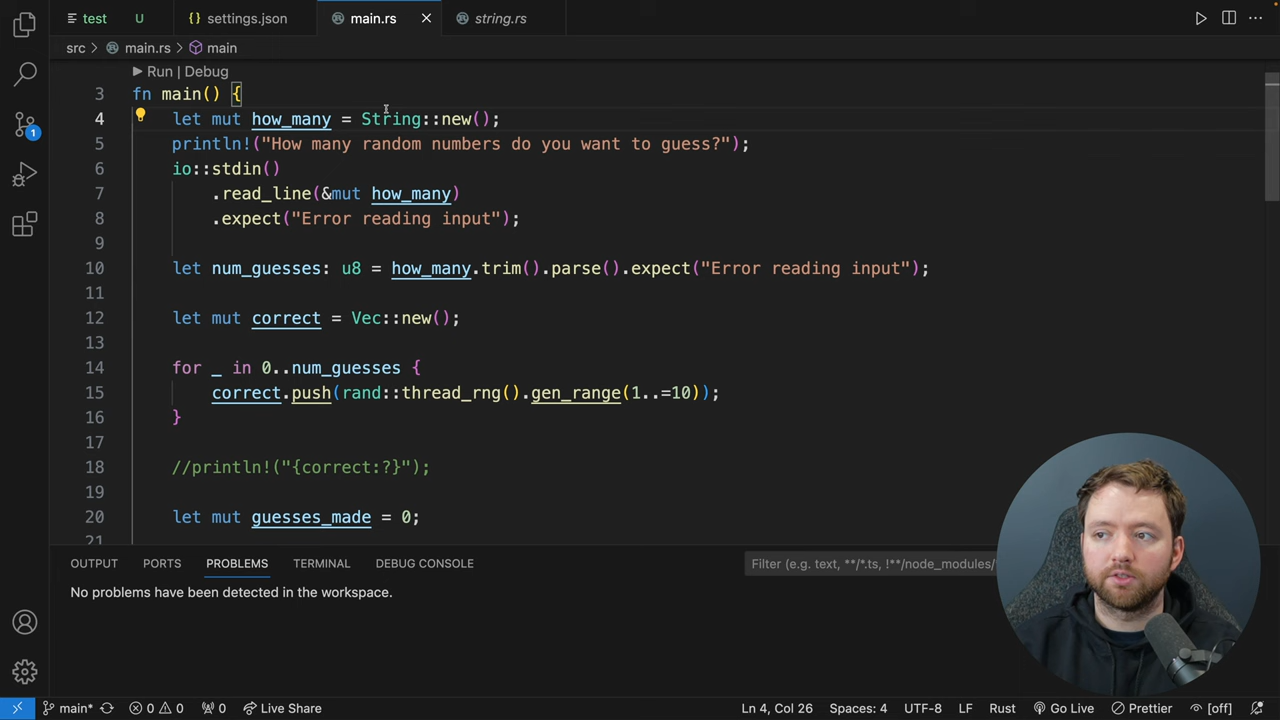 test U settings.json main.rs string.rs
src main.rs main
Run | Debug
3 fn main() {
4 let mut how_many = String::new();
5 println!("How many random numbers do you want to guess?");
6 io::stdin()
7 .read_line(&mut how_many)
8 .expect("Error reading input");
9
10 let num_guesses: u8 = how_many.trim().parse().expect("Error reading input");
11
12 let mut correct = Vec::new();
13
14 for _ in 0..num_guesses {
15 correct.push(rand::thread_rng().gen_range(1..=10));
16 }
17
18 //println!("{correct:?}");
19
20 let mut guesses_made = 0;
21
1
OUTPUT PORTS PROBLEMS TERMINAL DEBUG CONSOLE Filter (e.g. text, **/*.ts, !**/node_modules/
No problems have been detected in the workspace.
main* 0 0 0 Live Share Ln 4, Col 26 Spaces: 4 UTF-8 LF Rust Go Live Prettier [off]